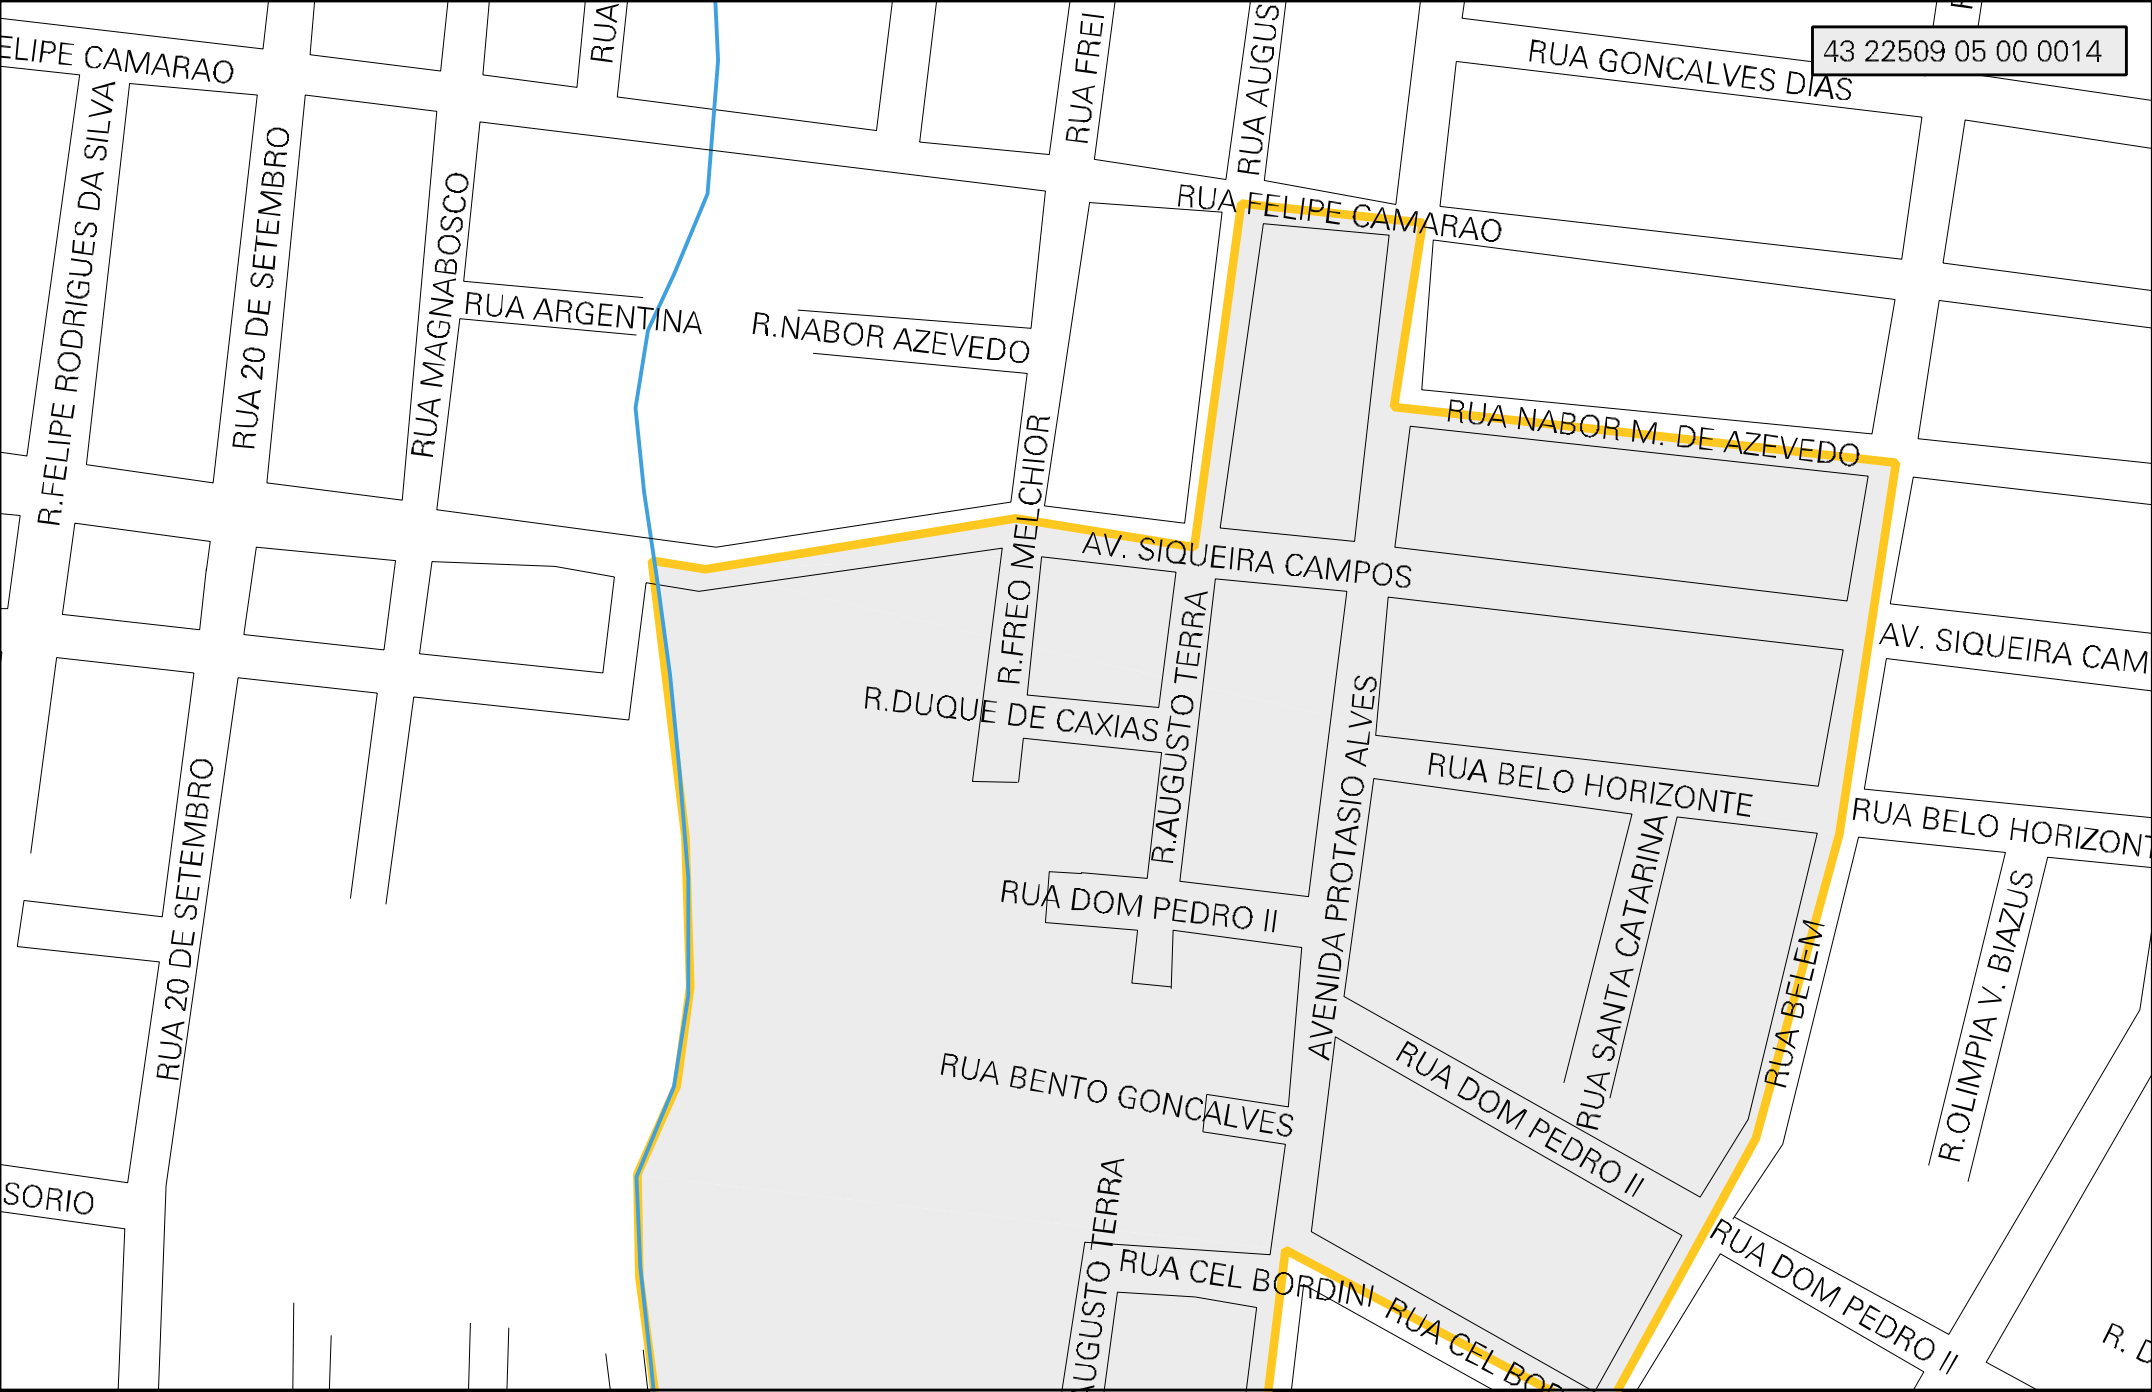 43 22509 05 00 0014
RUA GONCALVES DIAS
ELIPE CAMARAO
RUA
RUA FREI
RUA AUGUS
R.FELIPE RODRIGUES DA SILVA
RUA 20 DE SETEMBRO
RUA MAGNABOSCO
RUA FELIPE CAMARAO
RUA ARGENTINA
R.NABOR AZEVEDO
RUA NABOR M. DE AZEVEDO
R.FREO MELCHIOR
AV. SIQUEIRA CAMPOS
AV. SIQUEIRA CAM
R.DUQUE DE CAXIAS
R.AUGUSTO TERRA
AVENIDA PROTASIO ALVES
RUA BELO HORIZONTE
RUA BELO HORIZONT
RUA 20 DE SETEMBRO
RUA DOM PEDRO II
RUA SANTA CATARINA
RUA BELEM
R.OLIMPIA V. BIAZUS
RUA BENTO GONCALVES
RUA DOM PEDRO II
SORIO
AUGUSTO TERRA
RUA CEL BORDINI
RUA CEL BOR
RUA DOM PEDRO II
R. D